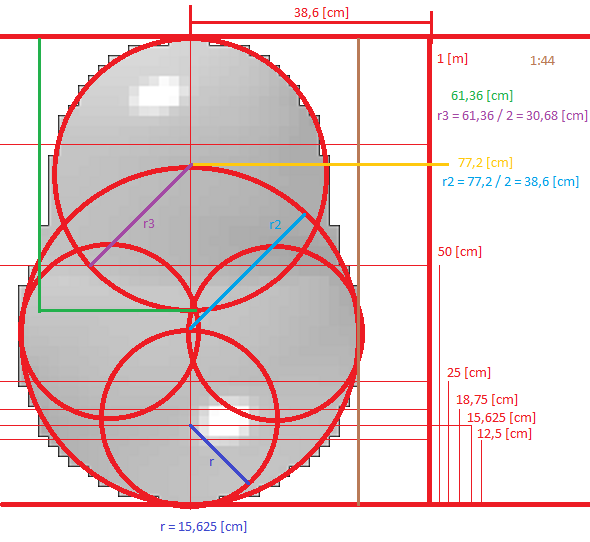 38,6 [cm]
1 [m]
1:44
61,36 [cm]
r3 = 61,36 / 2 = 30,68 [cm]
77,2 [cm]
r2 = 77,2 / 2 = 38,6 [cm]
r3
r2
50 [cm]
25 [cm]
18,75 [cm]
15,625 [cm]
12,5 [cm]
r
r = 15,625 [cm]